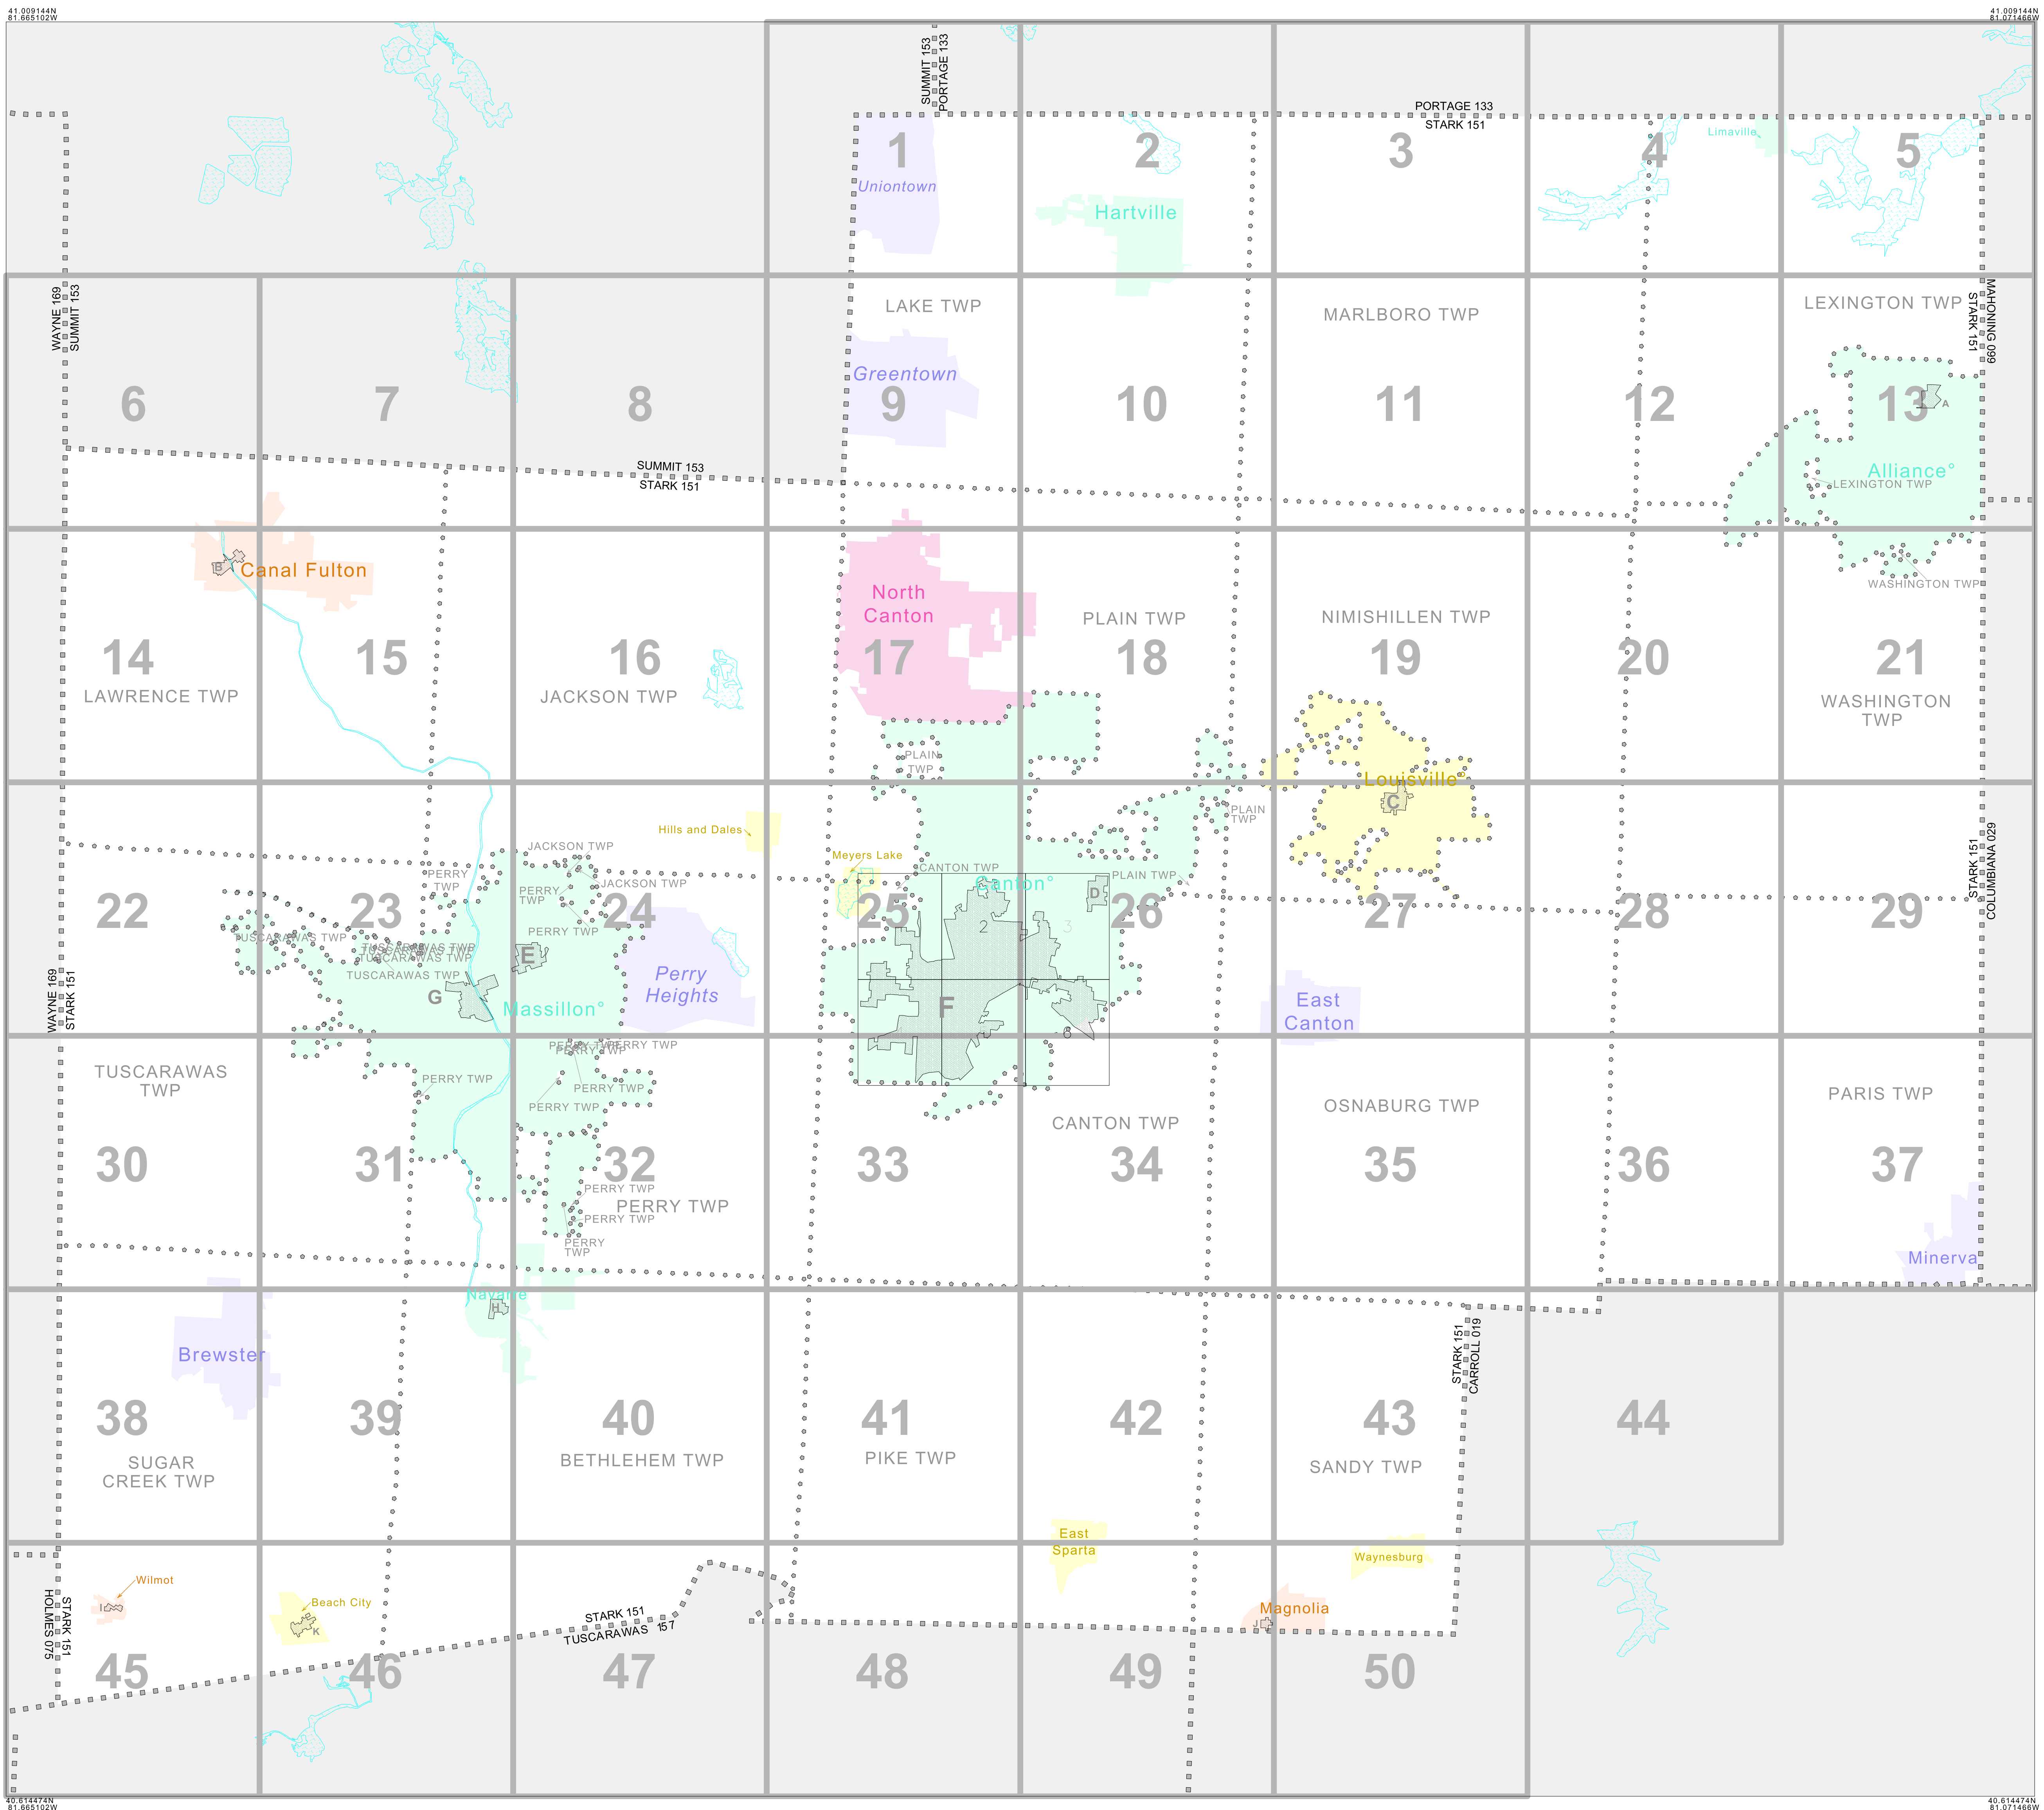 41.009144N
81.665102W
41.009144N
81.071466W
SUMMIT 153
PORTAGE 133
PORTAGE 133
STARK 151
Limaville
1
2
3
4
5
Uniontown
Hartville
WAYNE 169
SUMMIT 153
LAKE TWP
MARLBORO TWP
LEXINGTON TWP
STARK 151
MAHONING 099
Greentown
6
7
8
9
10
11
12
13
A
SUMMIT 153
STARK 151
Alliance°
LEXINGTON TWP
B
Canal Fulton
North
Canton
PLAIN TWP
NIMISHILLEN TWP
WASHINGTON TWP
14
15
16
17
18
19
20
21
LAWRENCE TWP
JACKSON TWP
WASHINGTON
TWP
PLAIN
TWP
Louisville°
C
PLAIN
TWP
Hills and Dales
JACKSON TWP
Meyers Lake
CANTON TWP
PERRY
TWP
JACKSON TWP
Canton°
PLAIN TWP
D
PERRY
TWP
STARK 151
COLUMBIANA 029
22
23
24
25
26
27
28
29
2
3
TUSCARAWAS TWP
PERRY TWP
TUSCARAWAS TWP
TUSCARAWAS TWP
TUSCARAWAS TWP
TUSCARAWAS TWP
E
G
Perry
Heights
Massillon°
F
East
Canton
WAYNE 169
STARK 151
5
6
PERRY TWP
PERRY TWP
PERRY TWP
TUSCARAWAS
TWP
PERRY TWP
PERRY TWP
PERRY TWP
CANTON TWP
OSNABURG TWP
PARIS TWP
30
31
32
33
34
35
36
37
PERRY TWP
PERRY TWP
PERRY TWP
PERRY
TWP
Minerva
Navarre
H
Brewster
STARK 151
CARROLL 019
38
39
40
41
42
43
44
SUGAR
CREEK TWP
BETHLEHEM TWP
PIKE TWP
SANDY TWP
East
Sparta
Waynesburg
Wilmot
I
Beach City
K
Magnolia
J
HOLMES 075
STARK 151
STARK 151
TUSCARAWAS 157
45
46
47
48
49
50
40.614474N
81.665102W
40.614474N
81.071466W